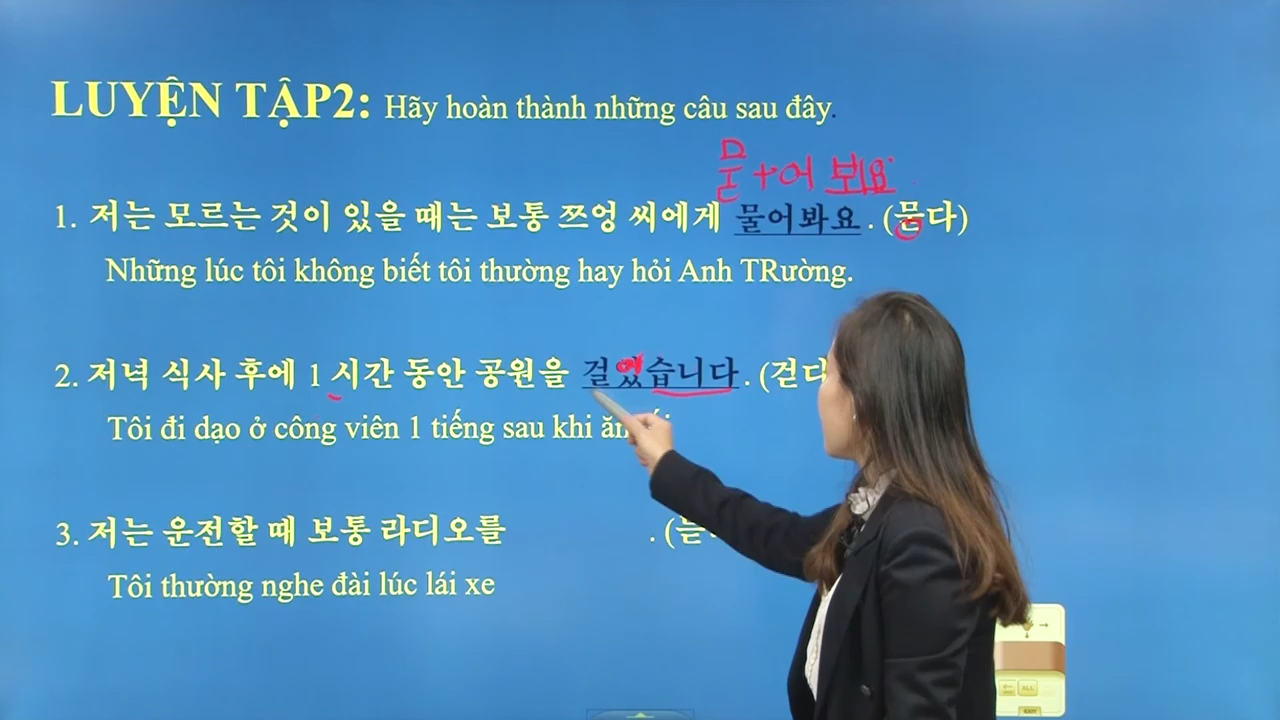 LUYỆN TẬP2: Hãy hoàn thành những câu sau đây.
묻+어 봐요
1. 저는 모르는 것이 있을 때는 보통 쯔엉 씨에게 물어봐요. (묻다)
Những lúc tôi không biết tôi thường hay hỏi Anh TRường.
2. 저녁 식사 후에 1 시간 동안 공원을 걸었습니다. (걷다
Tôi đi dạo ở công viên 1 tiếng sau khi
3. 저는 운전할 때 보통 라디오를 . (듣
Tôi thường nghe đài lúc lái xe
ALL